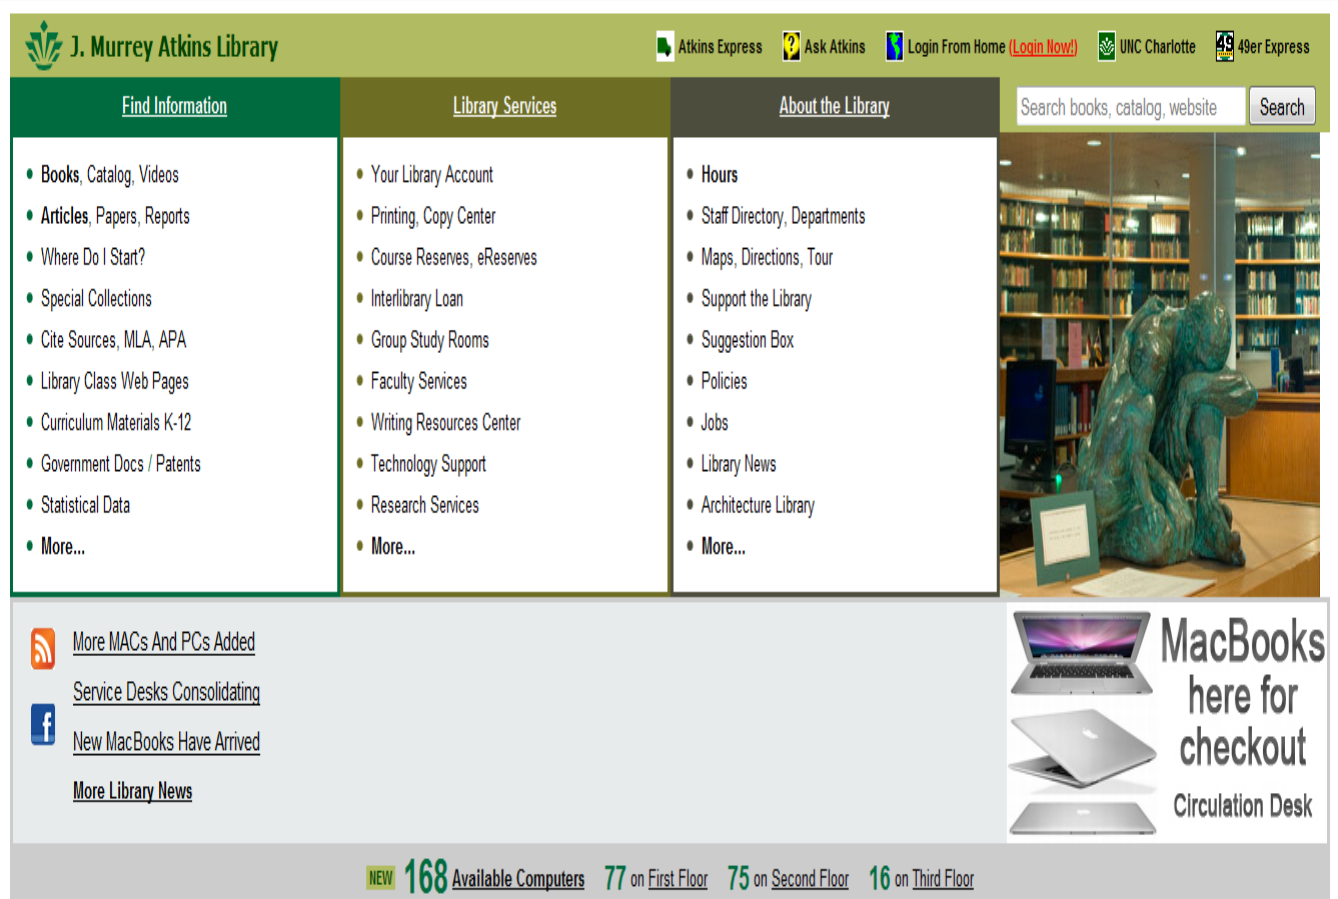 J. Murrey Atkins Library
Atkins Express
Ask Atkins
Login From Home (Login Now!)
UNC Charlotte
49
49er Express
Find Information
Library Services
About the Library
Search books, catalog, website
Search
Books, Catalog, Videos
Articles, Papers, Reports
Where Do I Start?
Special Collections
Cite Sources, MLA, APA
Library Class Web Pages
Curriculum Materials K-12
Government Docs / Patents
Statistical Data
More...
Your Library Account
Printing, Copy Center
Course Reserves, eReserves
Interlibrary Loan
Group Study Rooms
Faculty Services
Writing Resources Center
Technology Support
Research Services
More...
Hours
Staff Directory, Departments
Maps, Directions, Tour
Support the Library
Suggestion Box
Policies
Jobs
Library News
Architecture Library
More...
More MACs And PCs Added
Service Desks Consolidating
New MacBooks Have Arrived
More Library News
MacBooks
here for
checkout
Circulation Desk
NEW 168 Available Computers 77 on First Floor 75 on Second Floor 16 on Third Floor